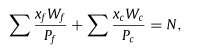 ∑ x_f W_f / P_f + ∑ x_c W_c / P_c = N,